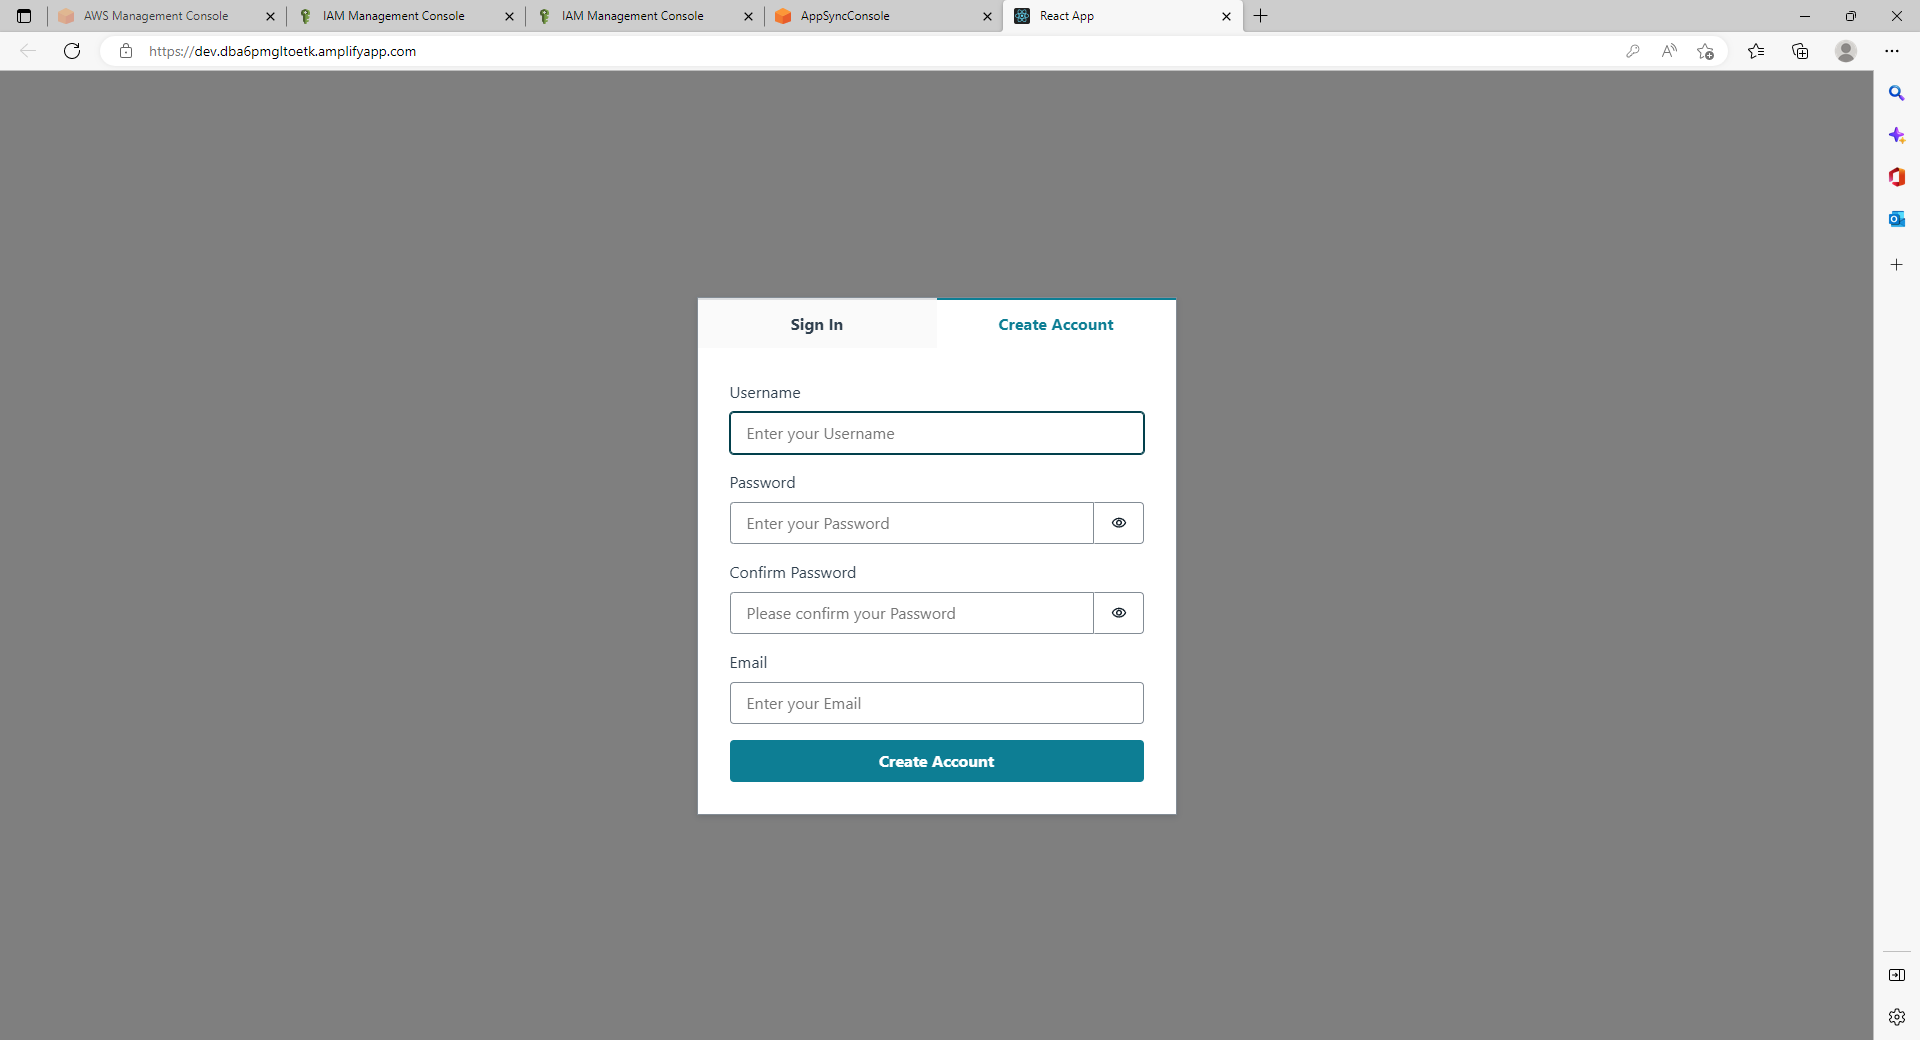 AWS Management Console
IAM Management Console
IAM Management Console
AppSyncConsole
React App
https://dev.dba6pmgltoetk.amplifyapp.com
Sign In
Create Account
Username
Enter your Username
Password
Enter your Password
Confirm Password
Please confirm your Password
Email
Enter your Email
Create Account